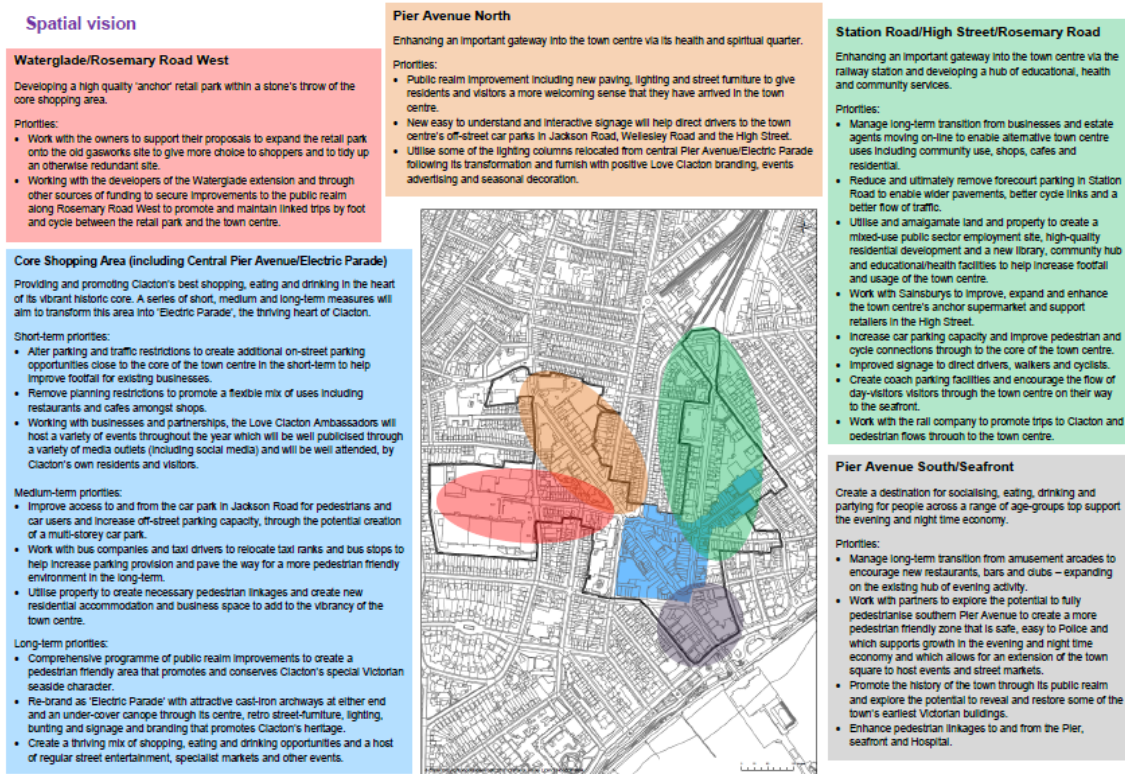 Spatial vision
Waterglade/Rosemary Road West
Developing a high quality 'anchor' retail park within a stone's throw of the
core shopping area.
Priorities:
• Work with the owners to support their proposals to expand the retail park
onto the old gasworks site to give more choice to shoppers and to tidy up
an otherwise redundant site.
• Working with the developers of the Waterglade extension and through
other sources of funding to secure improvements to the public realm
along Rosemary Road West to promote and maintain linked trips by foot
and cycle between the retail park and the town centre.
Core Shopping Area (including Central Pier Avenue/Electric Parade)
Providing and promoting Clacton's best shopping, eating and drinking in the heart
of its vibrant historic core. A series of short, medium and long-term measures will
aim to transform this area into 'Electric Parade', the thriving heart of Clacton.
Short-term priorities:
• Alter parking and traffic restrictions to create additional on-street parking
opportunities close to the core of the town centre in the short-term to help
improve footfall for existing businesses.
• Remove planning restrictions to promote a flexible mix of uses including
restaurants and cafes amongst shops.
• Working with businesses and partnerships, the Love Clacton Ambassadors will
host a variety of events throughout the year which will be well publicised through
a variety of media outlets (including social media) and will be well attended, by
Clacton's own residents and visitors.
Medium-term priorities:
• Improve access to and from the car park in Jackson Road for pedestrians and
car users and increase off-street parking capacity, through the potential creation
of a multi-storey car park.
• Work with bus companies and taxi drivers to relocate taxi ranks and bus stops to
help increase parking provision and pave the way for a more pedestrian friendly
environment in the long-term.
• Utilise property to create necessary pedestrian linkages and create new
residential accommodation and business space to add to the vibrancy of the
town centre.
Long-term priorities:
• Comprehensive programme of public realm improvements to create a
pedestrian friendly area that promotes and conserves Clacton's special Victorian
seaside character.
• Re-brand as 'Electric Parade' with attractive cast-iron archways at either end
and an under-cover canope through its centre, retro street-furniture, lighting,
bunting and signage and branding that promotes Clacton's heritage.
• Create a thriving mix of shopping, eating and drinking opportunities and a host
of regular street entertainment, specialist markets and other events.
Pier Avenue North
Enhancing an important gateway into the town centre via its health and spiritual quarter.
Priorities:
• Public realm improvement including new paving, lighting and street furniture to give
residents and visitors a more welcoming sense that they have arrived in the town
centre.
• New easy to understand and interactive signage will help direct drivers to the town
centre's off-street car parks in Jackson Road, Wellesley Road and the High Street.
• Utilise some of the lighting columns relocated from central Pier Avenue/Electric Parade
following its transformation and furnish with positive Love Clacton branding, events
advertising and seasonal decoration.
Station Road/High Street/Rosemary Road
Enhancing an important gateway into the town centre via the
railway station and developing a hub of educational, health
and community services.
Priorities:
• Manage long-term transition from businesses and estate
agents moving on-line to enable alternative town centre
uses including community use, shops, cafes and
residential.
• Reduce and ultimately remove forecourt parking in Station
Road to enable wider pavements, better cycle links and a
better flow of traffic.
• Utilise and amalgamate land and property to create a
mixed-use public sector employment site, high-quality
residential development and a new library, community hub
and educational/health facilities to help increase footfall
and usage of the town centre.
• Work with Sainsburys to improve, expand and enhance
the town centre's anchor supermarket and support
retailers in the High Street.
• Increase car parking capacity and improve pedestrian and
cycle connections through to the core of the town centre.
• Improved signage to direct drivers, walkers and cyclists.
• Create coach parking facilities and encourage the flow of
day-visitors visitors through the town centre on their way
to the seafront.
• Work with the rail company to promote trips to Clacton and
pedestrian flows through to the town centre.
Pier Avenue South/Seafront
Create a destination for socialising, eating, drinking and
partying for people across a range of age-groups top support
the evening and night time economy.
Priorities:
• Manage long-term transition from amusement arcades to
encourage new restaurants, bars and clubs – expanding
on the existing hub of evening activity.
• Work with partners to explore the potential to fully
pedestrianise southern Pier Avenue to create a more
pedestrian friendly zone that is safe, easy to Police and
which supports growth in the evening and night time
economy and which allows for an extension of the town
square to host events and street markets.
• Promote the history of the town through its public realm
and explore the potential to reveal and restore some of the
town's earliest Victorian buildings.
• Enhance pedestrian linkages to and from the Pier,
seafront and Hospital.